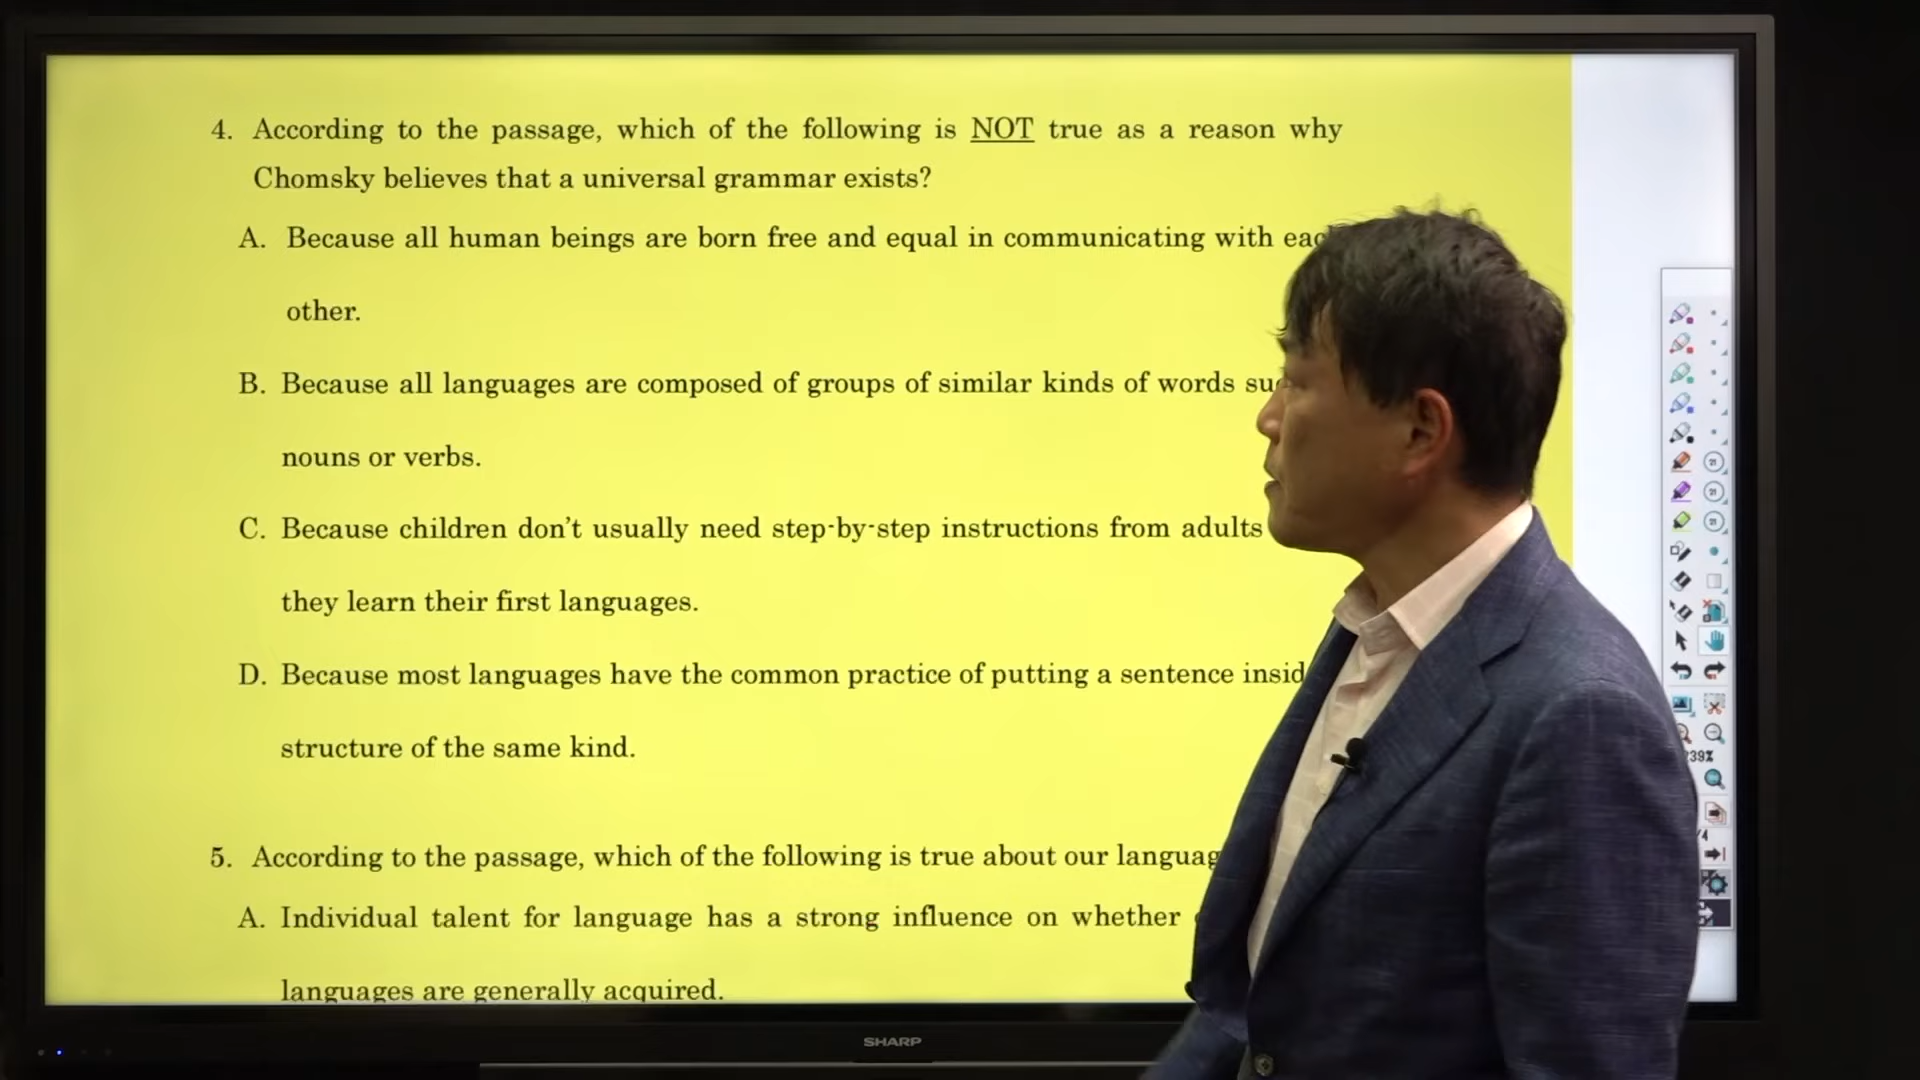 4. According to the passage, which of the following is NOT true as a reason why
Chomsky believes that a universal grammar exists?
A. Because all human beings are born free and equal in communicating with
other.
B. Because all languages are composed of groups of similar kinds of words
nouns or verbs.
C. Because children don't usually need step-by-step instructions from adults
they learn their first languages.
D. Because most languages have the common practice of putting a sentence
structure of the same kind.
5. According to the passage, which of the following is true about our
A. Individual talent for language has a strong influence on whether
languages are generally acquired.
SHARP